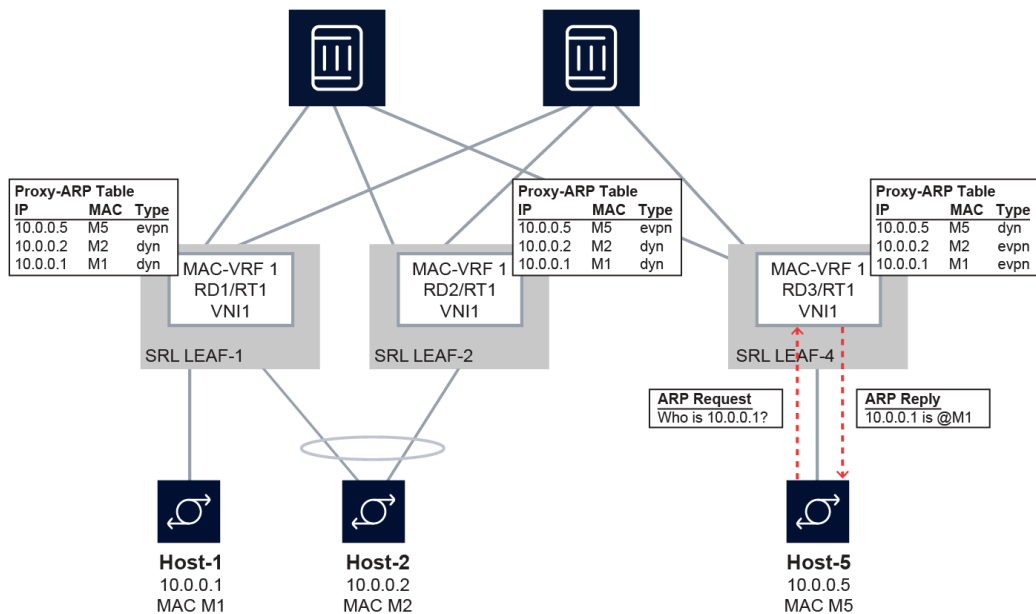 Proxy-ARP Table
IP MAC Type
10.0.0.5 M5 evpn
10.0.0.2 M2 dyn
10.0.0.1 M1 dyn
Proxy-ARP Table
IP MAC Type
10.0.0.5 M5 evpn
10.0.0.2 M2 dyn
10.0.0.1 M1 dyn
Proxy-ARP Table
IP MAC Type
10.0.0.5 M5 dyn
10.0.0.2 M2 evpn
10.0.0.1 M1 evpn
MAC-VRF 1
RD1/RT1
VNI1
SRL LEAF-1
MAC-VRF 1
RD2/RT1
VNI1
SRL LEAF-2
MAC-VRF 1
RD3/RT1
VNI1
SRL LEAF-4
ARP Request
Who is 10.0.0.1?
ARP Reply
10.0.0.1 is @M1
Host-1
10.0.0.1
MAC M1
Host-2
10.0.0.2
MAC M2
Host-5
10.0.0.5
MAC M5